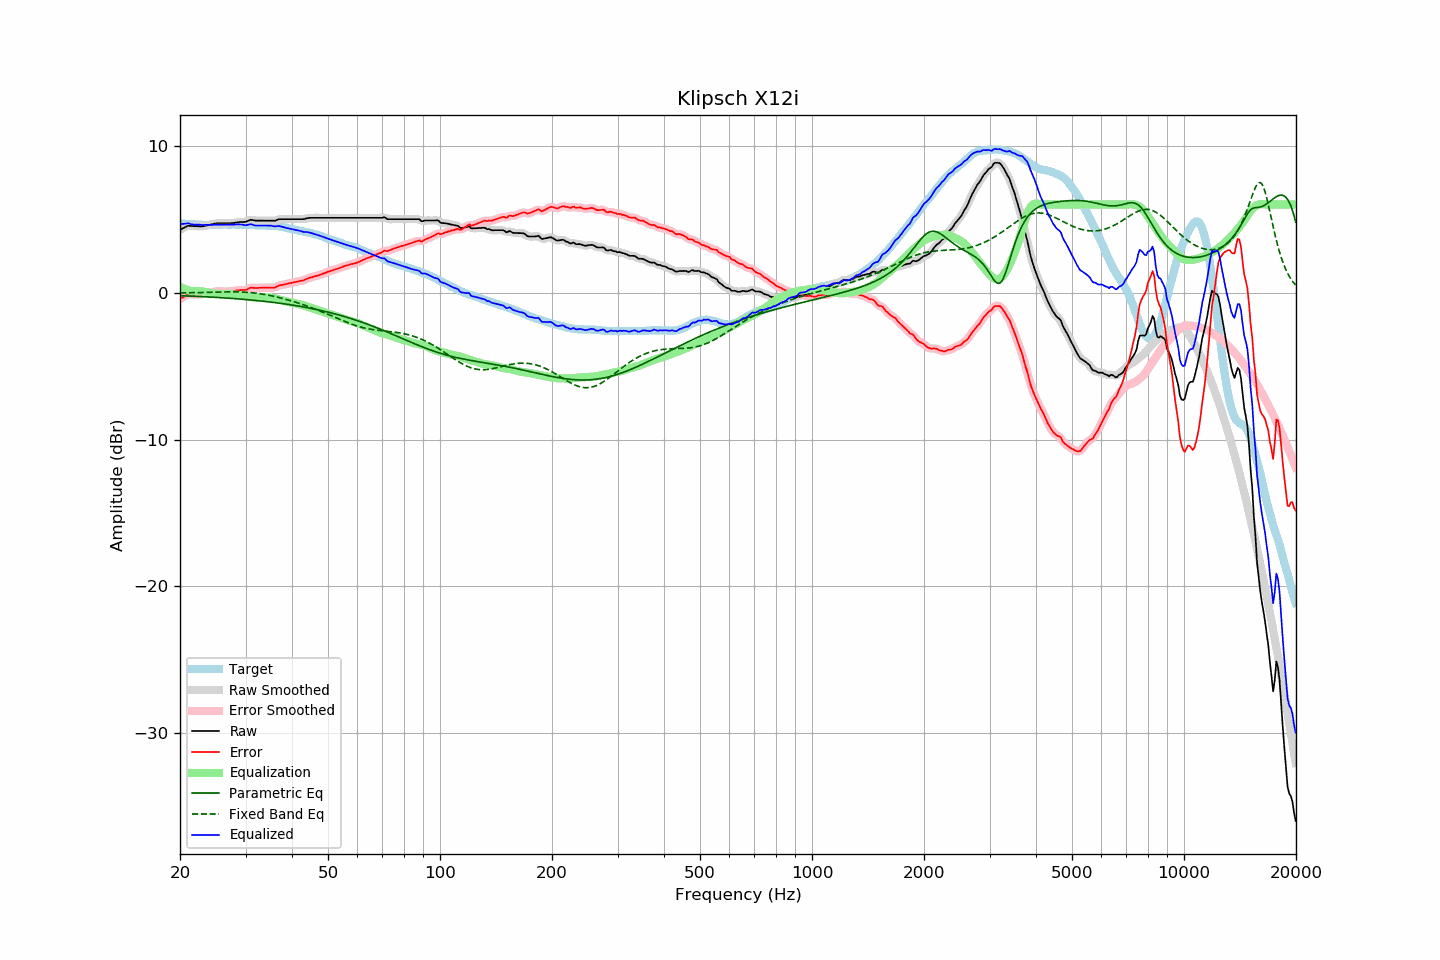 Klipsch X12i
10
0
−10
−20
−30
Amplitude (dBr)
Target
Raw Smoothed
Error Smoothed
Raw
Error
Equalization
Parametric Eq
Fixed Band Eq
Equalized
20 50 100 200 500 1000 2000 5000 10000 20000
Frequency (Hz)